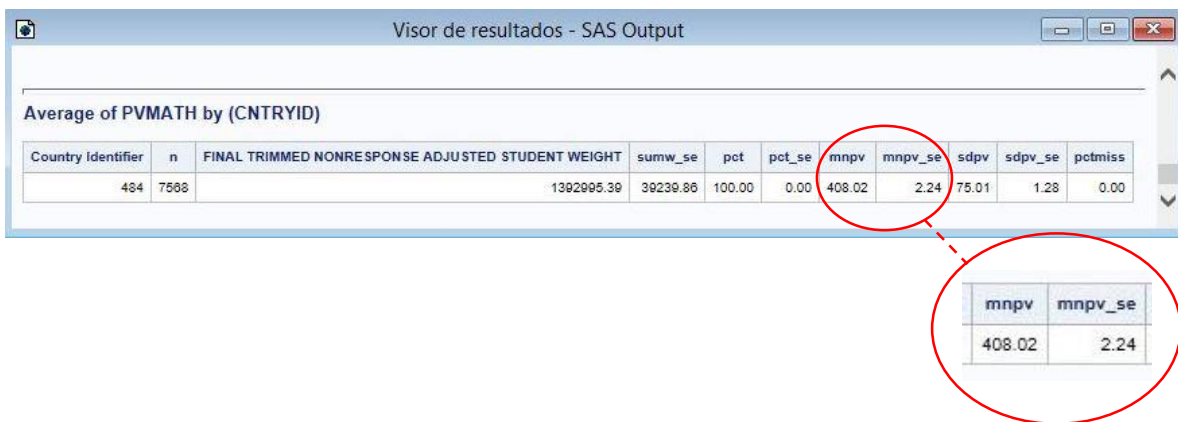 Visor de resultados - SAS Output
Average of PVMATH by (CNTRYID)
Country Identifier n FINAL TRIMMED NONRESPONSE ADJUSTED STUDENT WEIGHT sumw_se pct pct_se mnpv mnpv_se sdpv sdpv_se pctmiss
484 7568 1392995.39 39239.86 100.00 0.00 408.02 2.24 75.01 1.28 0.00
mnpv mnpv_se
408.02 2.24